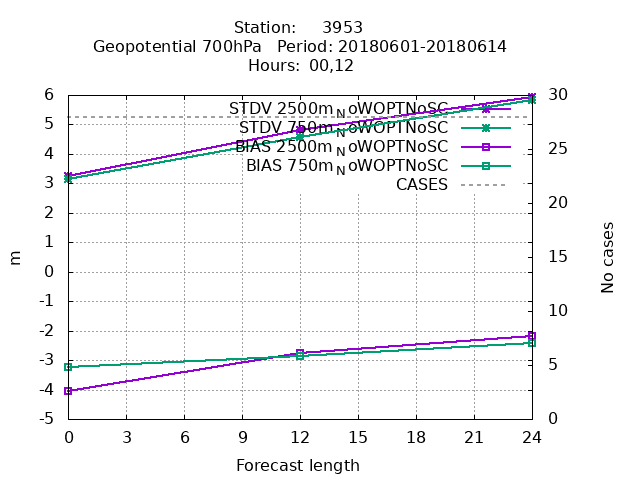 Station: 3953
Geopotential 700hPa Period: 20180601-20180614
Hours: 00,12
STDV 2500m_NoWOPTNoSC
STDV 750m_NoWOPTNoSC
BIAS 2500m_NoWOPTNoSC
BIAS 750m_NoWOPTNoSC
CASES
6
5
4
3
2
1
0
-1
-2
-3
-4
-5
m
30
25
20
15
10
5
0
No cases
0 3 6 9 12 15 18 21 24
Forecast length